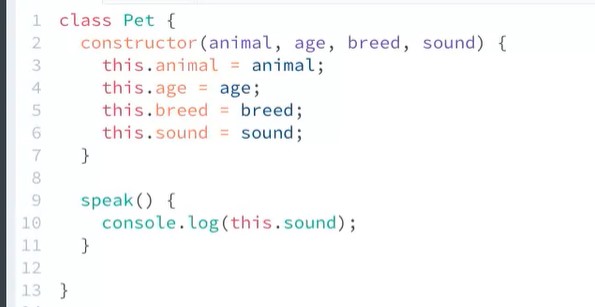 1 class Pet {
2 constructor(animal, age, breed, sound) {
3 this.animal = animal;
4 this.age = age;
5 this.breed = breed;
6 this.sound = sound;
7 }
8
9 speak() {
10 console.log(this.sound);
11 }
12
13 }